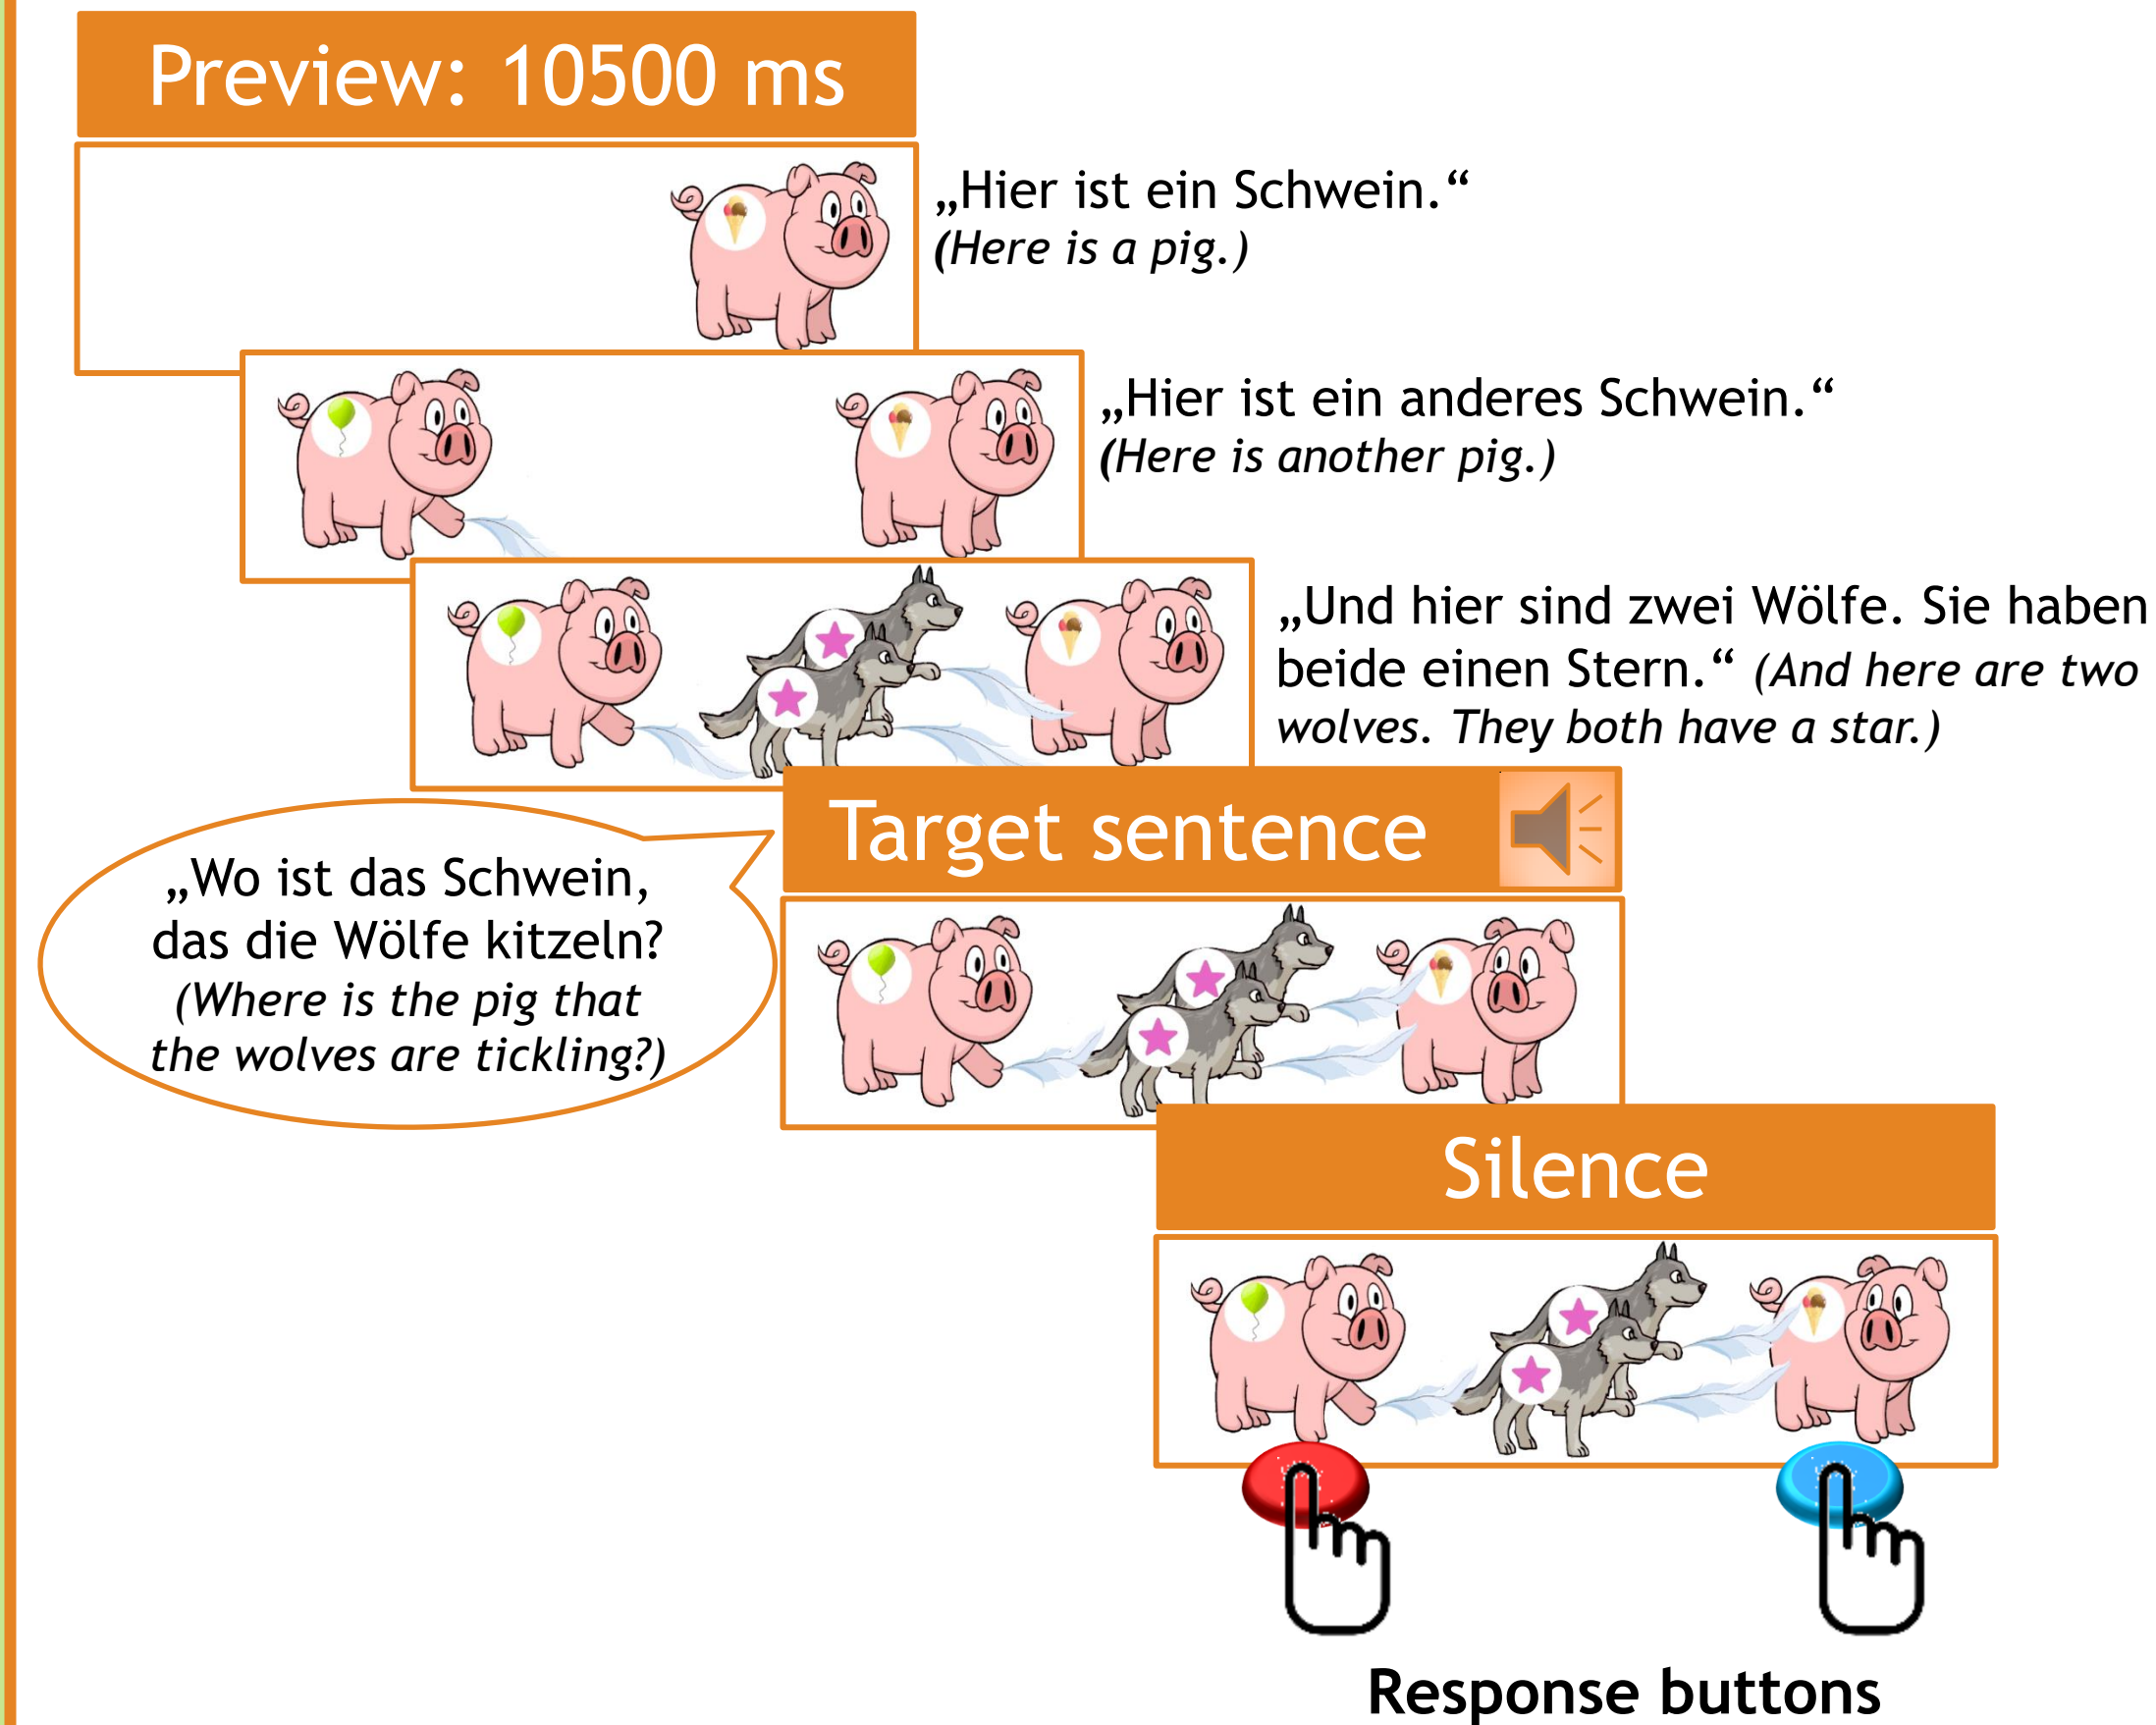 Preview: 10500 ms
„Hier ist ein Schwein.“
(Here is a pig.)
„Hier ist ein anderes Schwein.“
(Here is another pig.)
„Und hier sind zwei Wölfe. Sie haben
beide einen Stern.“ (And here are two
wolves. They both have a star.)
Target sentence
„Wo ist das Schwein,
das die Wölfe kitzeln?
(Where is the pig that
the wolves are tickling?)
Silence
Response buttons